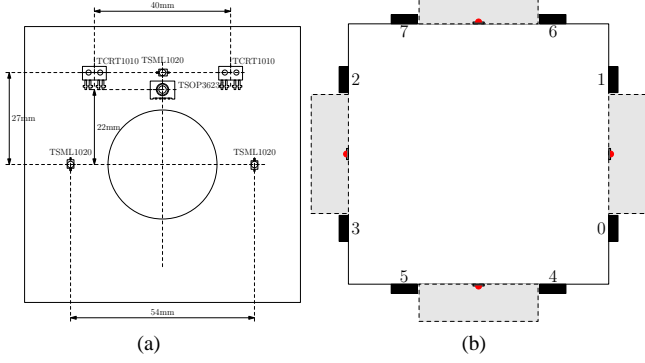 40mm
TCRT1010
TSML1020
TCRT1010
TSOP3623
27mm
22mm
TSML1020
TSML1020
54mm
(a)
7
6
2
1
3
0
5
4
(b)